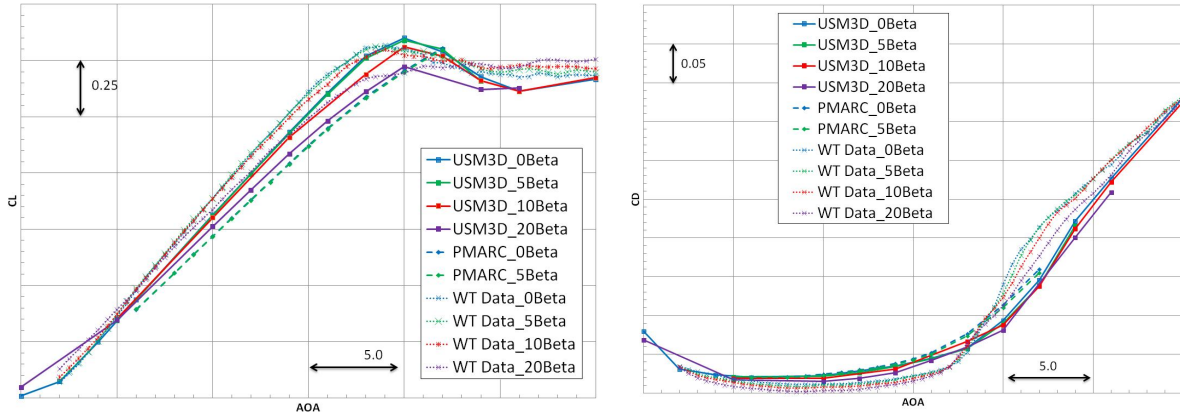 0.25
CL
USM3D_0Beta
USM3D_5Beta
USM3D_10Beta
USM3D_20Beta
PMARC_0Beta
PMARC_5Beta
WT Data_0Beta
WT Data_5Beta
WT Data_10Beta
WT Data_20Beta
5.0
AOA
USM3D_0Beta
USM3D_5Beta
USM3D_10Beta
USM3D_20Beta
PMARC_0Beta
PMARC_5Beta
WT Data_0Beta
WT Data_5Beta
WT Data_10Beta
WT Data_20Beta
0.05
CD
5.0
AOA